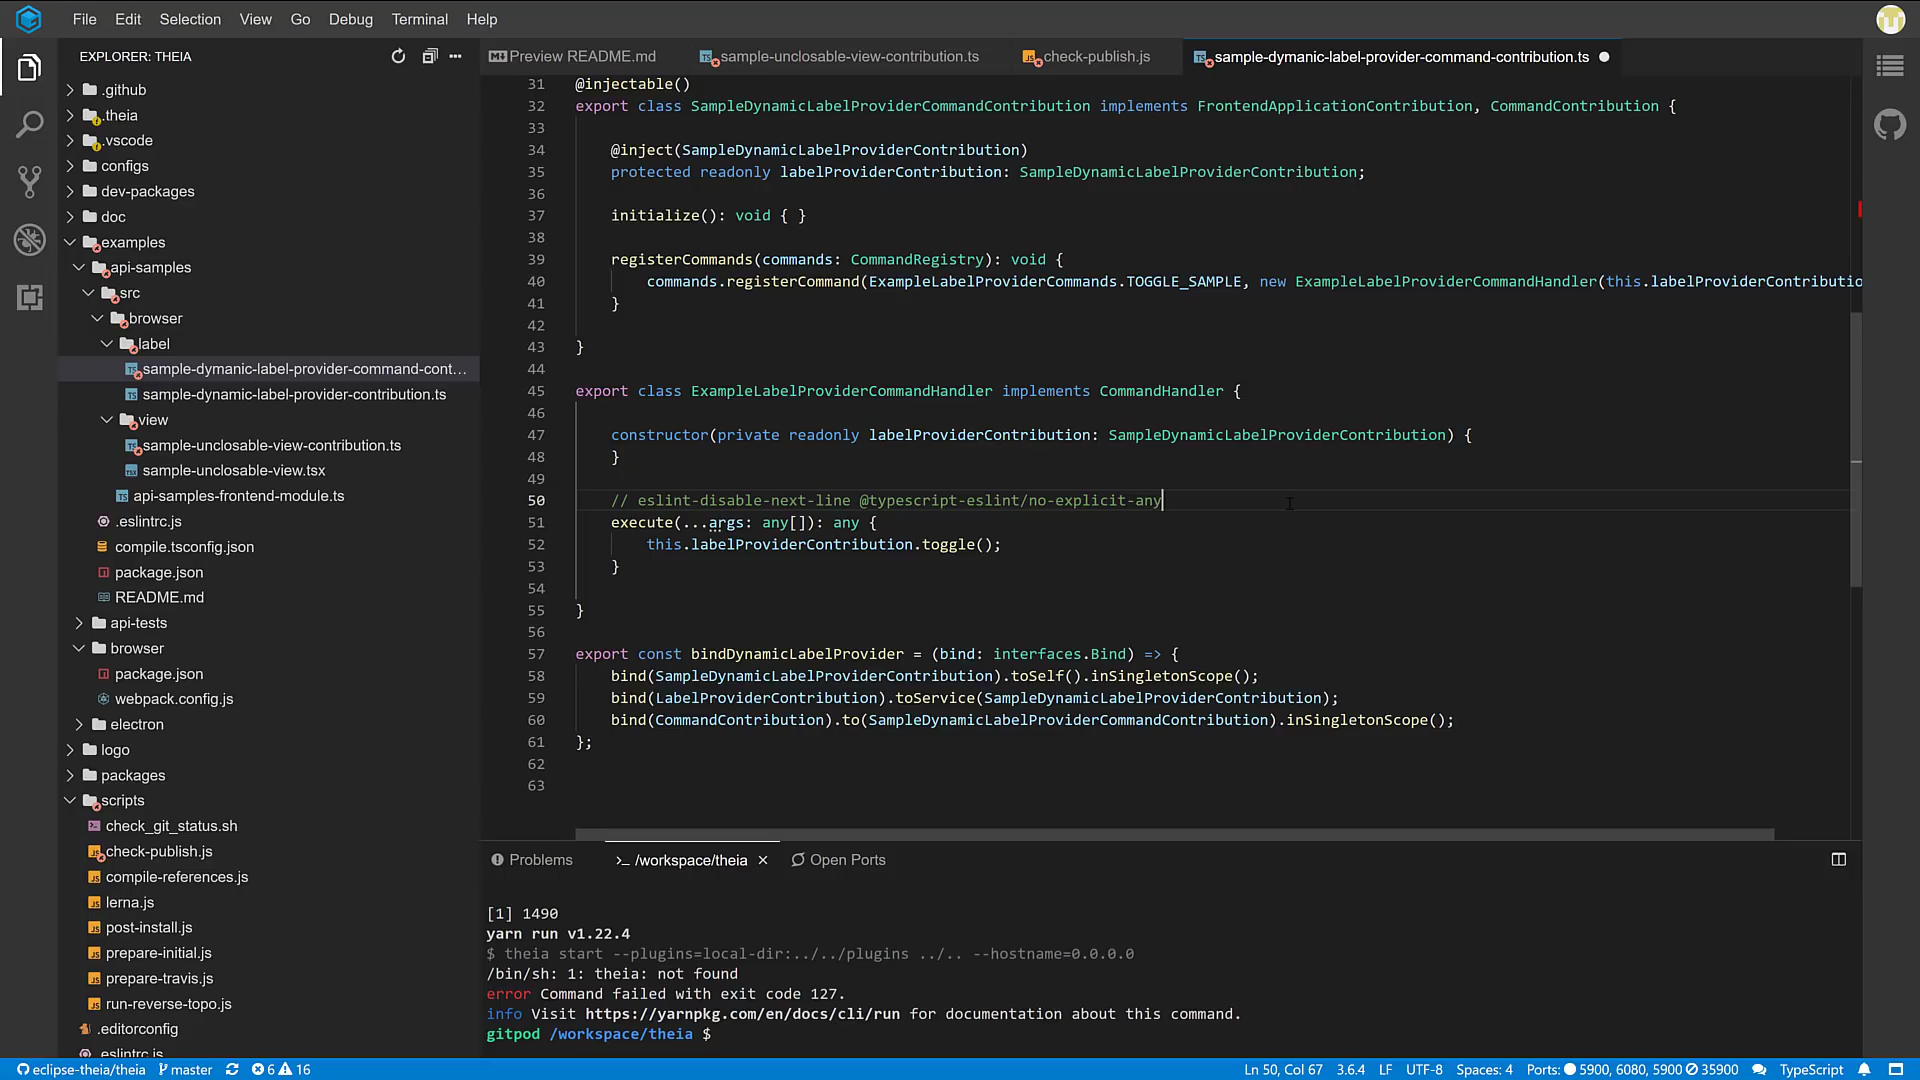 File Edit Selection View Go Debug Terminal Help
EXPLORER: THEIA
.github
.theia
.vscode
configs
dev-packages
doc
examples
api-samples
src
browser
label
sample-dymanic-label-provider-command-cont...
sample-dynamic-label-provider-contribution.ts
view
sample-unclosable-view-contribution.ts
sample-unclosable-view.tsx
api-samples-frontend-module.ts
.eslintrc.js
compile.tsconfig.json
package.json
README.md
api-tests
browser
package.json
webpack.config.js
electron
logo
packages
scripts
check_git_status.sh
check-publish.js
compile-references.js
lerna.js
post-install.js
prepare-initial.js
prepare-travis.js
run-reverse-topo.js
.editorconfig
.eslintrc.js
Preview README.md sample-unclosable-view-contribution.ts check-publish.js sample-dymanic-label-provider-command-contribution.ts
31 @injectable()
32 export class SampleDynamicLabelProviderCommandContribution implements FrontendApplicationContribution, CommandContribution {
33
34 @inject(SampleDynamicLabelProviderContribution)
35 protected readonly labelProviderContribution: SampleDynamicLabelProviderContribution;
36
37 initialize(): void { }
38
39 registerCommands(commands: CommandRegistry): void {
40 commands.registerCommand(ExampleLabelProviderCommands.TOGGLE_SAMPLE, new ExampleLabelProviderCommandHandler(this.labelProviderContributio
41 }
42
43 }
44
45 export class ExampleLabelProviderCommandHandler implements CommandHandler {
46
47 constructor(private readonly labelProviderContribution: SampleDynamicLabelProviderContribution) {
48 }
49
50 // eslint-disable-next-line @typescript-eslint/no-explicit-any
51 execute(...args: any[]): any {
52 this.labelProviderContribution.toggle();
53 }
54
55 }
56
57 export const bindDynamicLabelProvider = (bind: interfaces.Bind) => {
58 bind(SampleDynamicLabelProviderContribution).toSelf().inSingletonScope();
59 bind(LabelProviderContribution).toService(SampleDynamicLabelProviderContribution);
60 bind(CommandContribution).to(SampleDynamicLabelProviderCommandContribution).inSingletonScope();
61 };
62
63
Problems >_ /workspace/theia × Open Ports
[1] 1490
yarn run v1.22.4
$ theia start --plugins=local-dir:../../plugins ../.. --hostname=0.0.0.0
/bin/sh: 1: theia: not found
error Command failed with exit code 127.
info Visit https://yarnpkg.com/en/docs/cli/run for documentation about this command.
gitpod /workspace/theia $
eclipse-theia/theia master 6 16 Ln 50, Col 67 3.6.4 LF UTF-8 Spaces: 4 Ports: 5900, 6080, 5900 35900 TypeScript